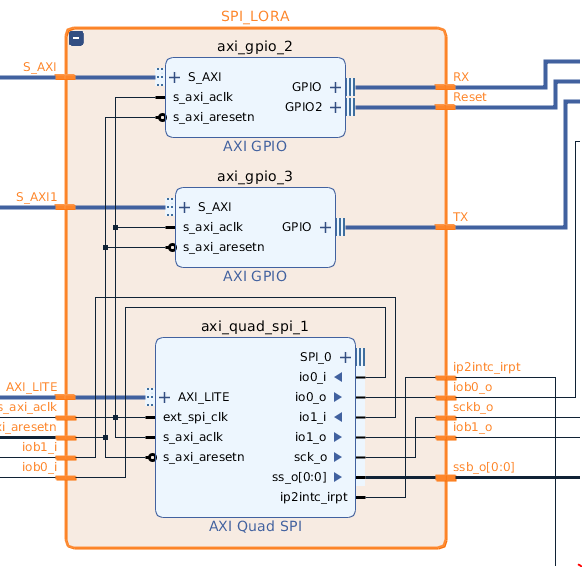 SPI_LORA
axi_gpio_2
S_AXI
S_AXI
s_axi_aclk
s_axi_aresetn
GPIO
GPIO2
RX
Reset
AXI GPIO
axi_gpio_3
S_AXI1
S_AXI
s_axi_aclk
s_axi_aresetn
GPIO
TX
AXI GPIO
axi_quad_spi_1
SPI_0
io0_i
io0_o
io1_i
io1_o
sck_o
ss_o[0:0]
ip2intc_irpt
AXI_LITE
ext_spi_clk
s_axi_aclk
s_axi_aresetn
AXI_LITE
s_axi_aclk
xi_aresetn
iob1_i
iob0_i
ip2intc_irpt
iob0_o
sckb_o
iob1_o
ssb_o[0:0]
AXI Quad SPI